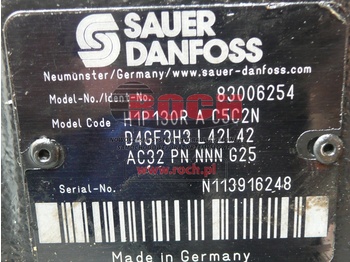 SAUER
DANFOSS
Neumünster/Germany / www.sauer-danfoss.com
Model-No./Ident-No. 83006254
Model Code H1P130R A C5C2N
D4GF3H3 L42L42
AC32 PN NNN G25
Serial-No. N113916248
Made in Germany